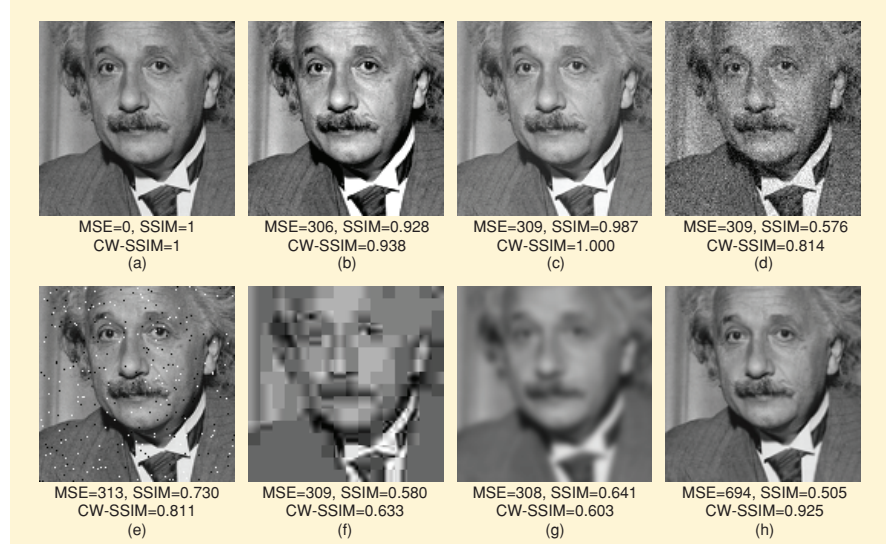 MSE=0, SSIM=1
CW-SSIM=1
(a)
MSE=306, SSIM=0.928
CW-SSIM=0.938
(b)
MSE=309, SSIM=0.987
CW-SSIM=1.000
(c)
MSE=309, SSIM=0.576
CW-SSIM=0.814
(d)
MSE=313, SSIM=0.730
CW-SSIM=0.811
(e)
MSE=309, SSIM=0.580
CW-SSIM=0.633
(f)
MSE=308, SSIM=0.641
CW-SSIM=0.603
(g)
MSE=694, SSIM=0.505
CW-SSIM=0.925
(h)